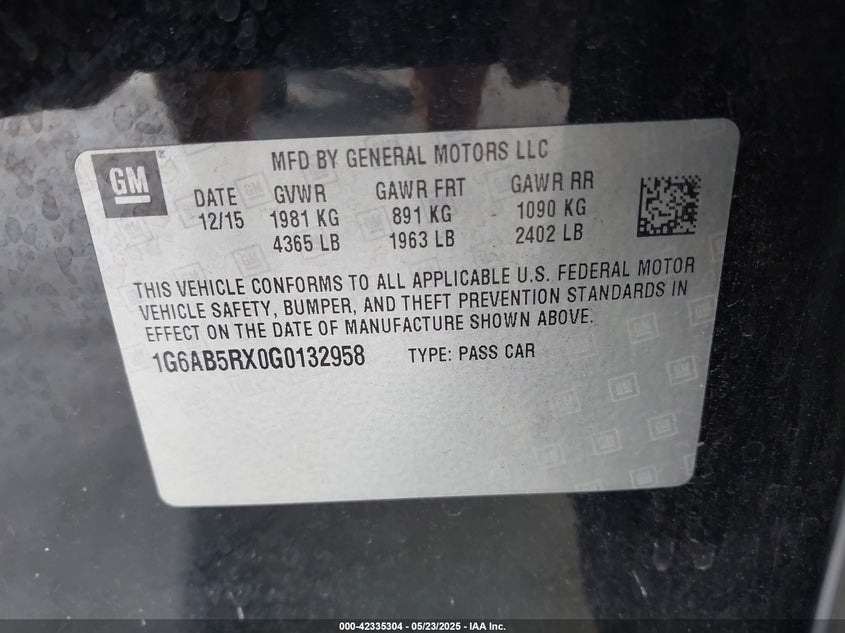 GM
MFD BY GENERAL MOTORS LLC
DATE GVWR GAWR FRT GAWR RR
12/15 1981 KG 891 KG 1090 KG
4365 LB 1963 LB 2402 LB
THIS VEHICLE CONFORMS TO ALL APPLICABLE U.S. FEDERAL MOTOR
VEHICLE SAFETY, BUMPER, AND THEFT PREVENTION STANDARDS IN
EFFECT ON THE DATE OF MANUFACTURE SHOWN ABOVE.
1G6AB5RX0G0132958 TYPE: PASS CAR
000-42335304 - 05/23/2025 - IAA Inc.